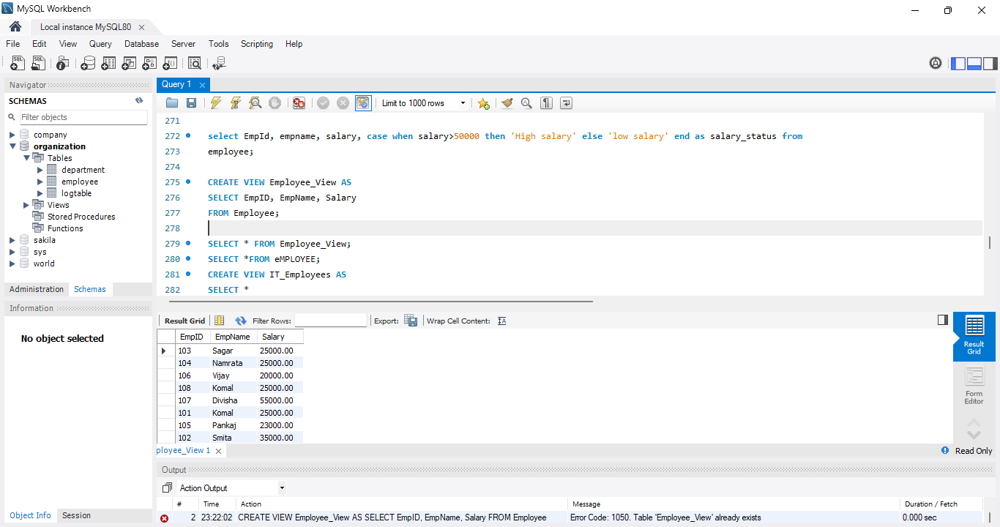 MySQL Workbench
Local instance MySQL80
File Edit View Query Database Server Tools Scripting Help
Navigator
SCHEMAS
Filter objects
company
organization
Tables
department
employee
logtable
Views
Stored Procedures
Functions
sakila
sys
world
Administration Schemas
Information
No object selected
Object Info Session
Query 1
Limit to 1000 rows
271
272 select EmpId, empname, salary, case when salary>50000 then 'High salary' else 'low salary' end as salary_status from
273 employee;
274
275 CREATE VIEW Employee_View AS
276 SELECT EmpID, EmpName, Salary
277 FROM Employee;
278
279 SELECT * FROM Employee_View;
280 SELECT *FROM eMPLOYEE;
281 CREATE VIEW IT_Employees AS
282 SELECT *
Result Grid Filter Rows: Export: Wrap Cell Content:
EmpID EmpName Salary
103 Sagar 25000.00
104 Namrata 25000.00
106 Vijay 20000.00
108 Komal 25000.00
107 Divisha 55000.00
101 Komal 25000.00
105 Pankaj 23000.00
102 Smita 35000.00
Result
Grid
Form
Editor
ployee_View 1
Read Only
Output
Action Output
# Time Action Message Duration / Fetch
2 23:22:02 CREATE VIEW Employee_View AS SELECT EmpID, EmpName, Salary FROM Employee Error Code: 1050. Table 'Employee_View' already exists 0.000 sec